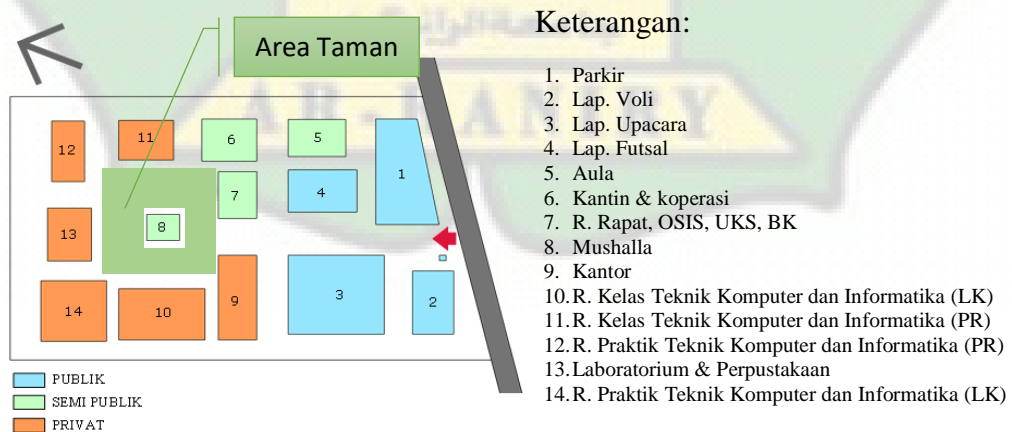 Area Taman
Keterangan:
1. Parkir
2. Lap. Voli
3. Lap. Upacara
4. Lap. Futsal
5. Aula
6. Kantin & koperasi
7. R. Rapat, OSIS, UKS, BK
8. Mushalla
9. Kantor
10. R. Kelas Teknik Komputer dan Informatika (LK)
11. R. Kelas Teknik Komputer dan Informatika (PR)
12. R. Praktik Teknik Komputer dan Informatika (PR)
13. Laboratorium & Perpustakaan
14. R. Praktik Teknik Komputer dan Informatika (LK)
12
11
6
5
1
7
4
8
13
14
10
9
3
2
PUBLIK
SEMI PUBLIK
PRIVAT